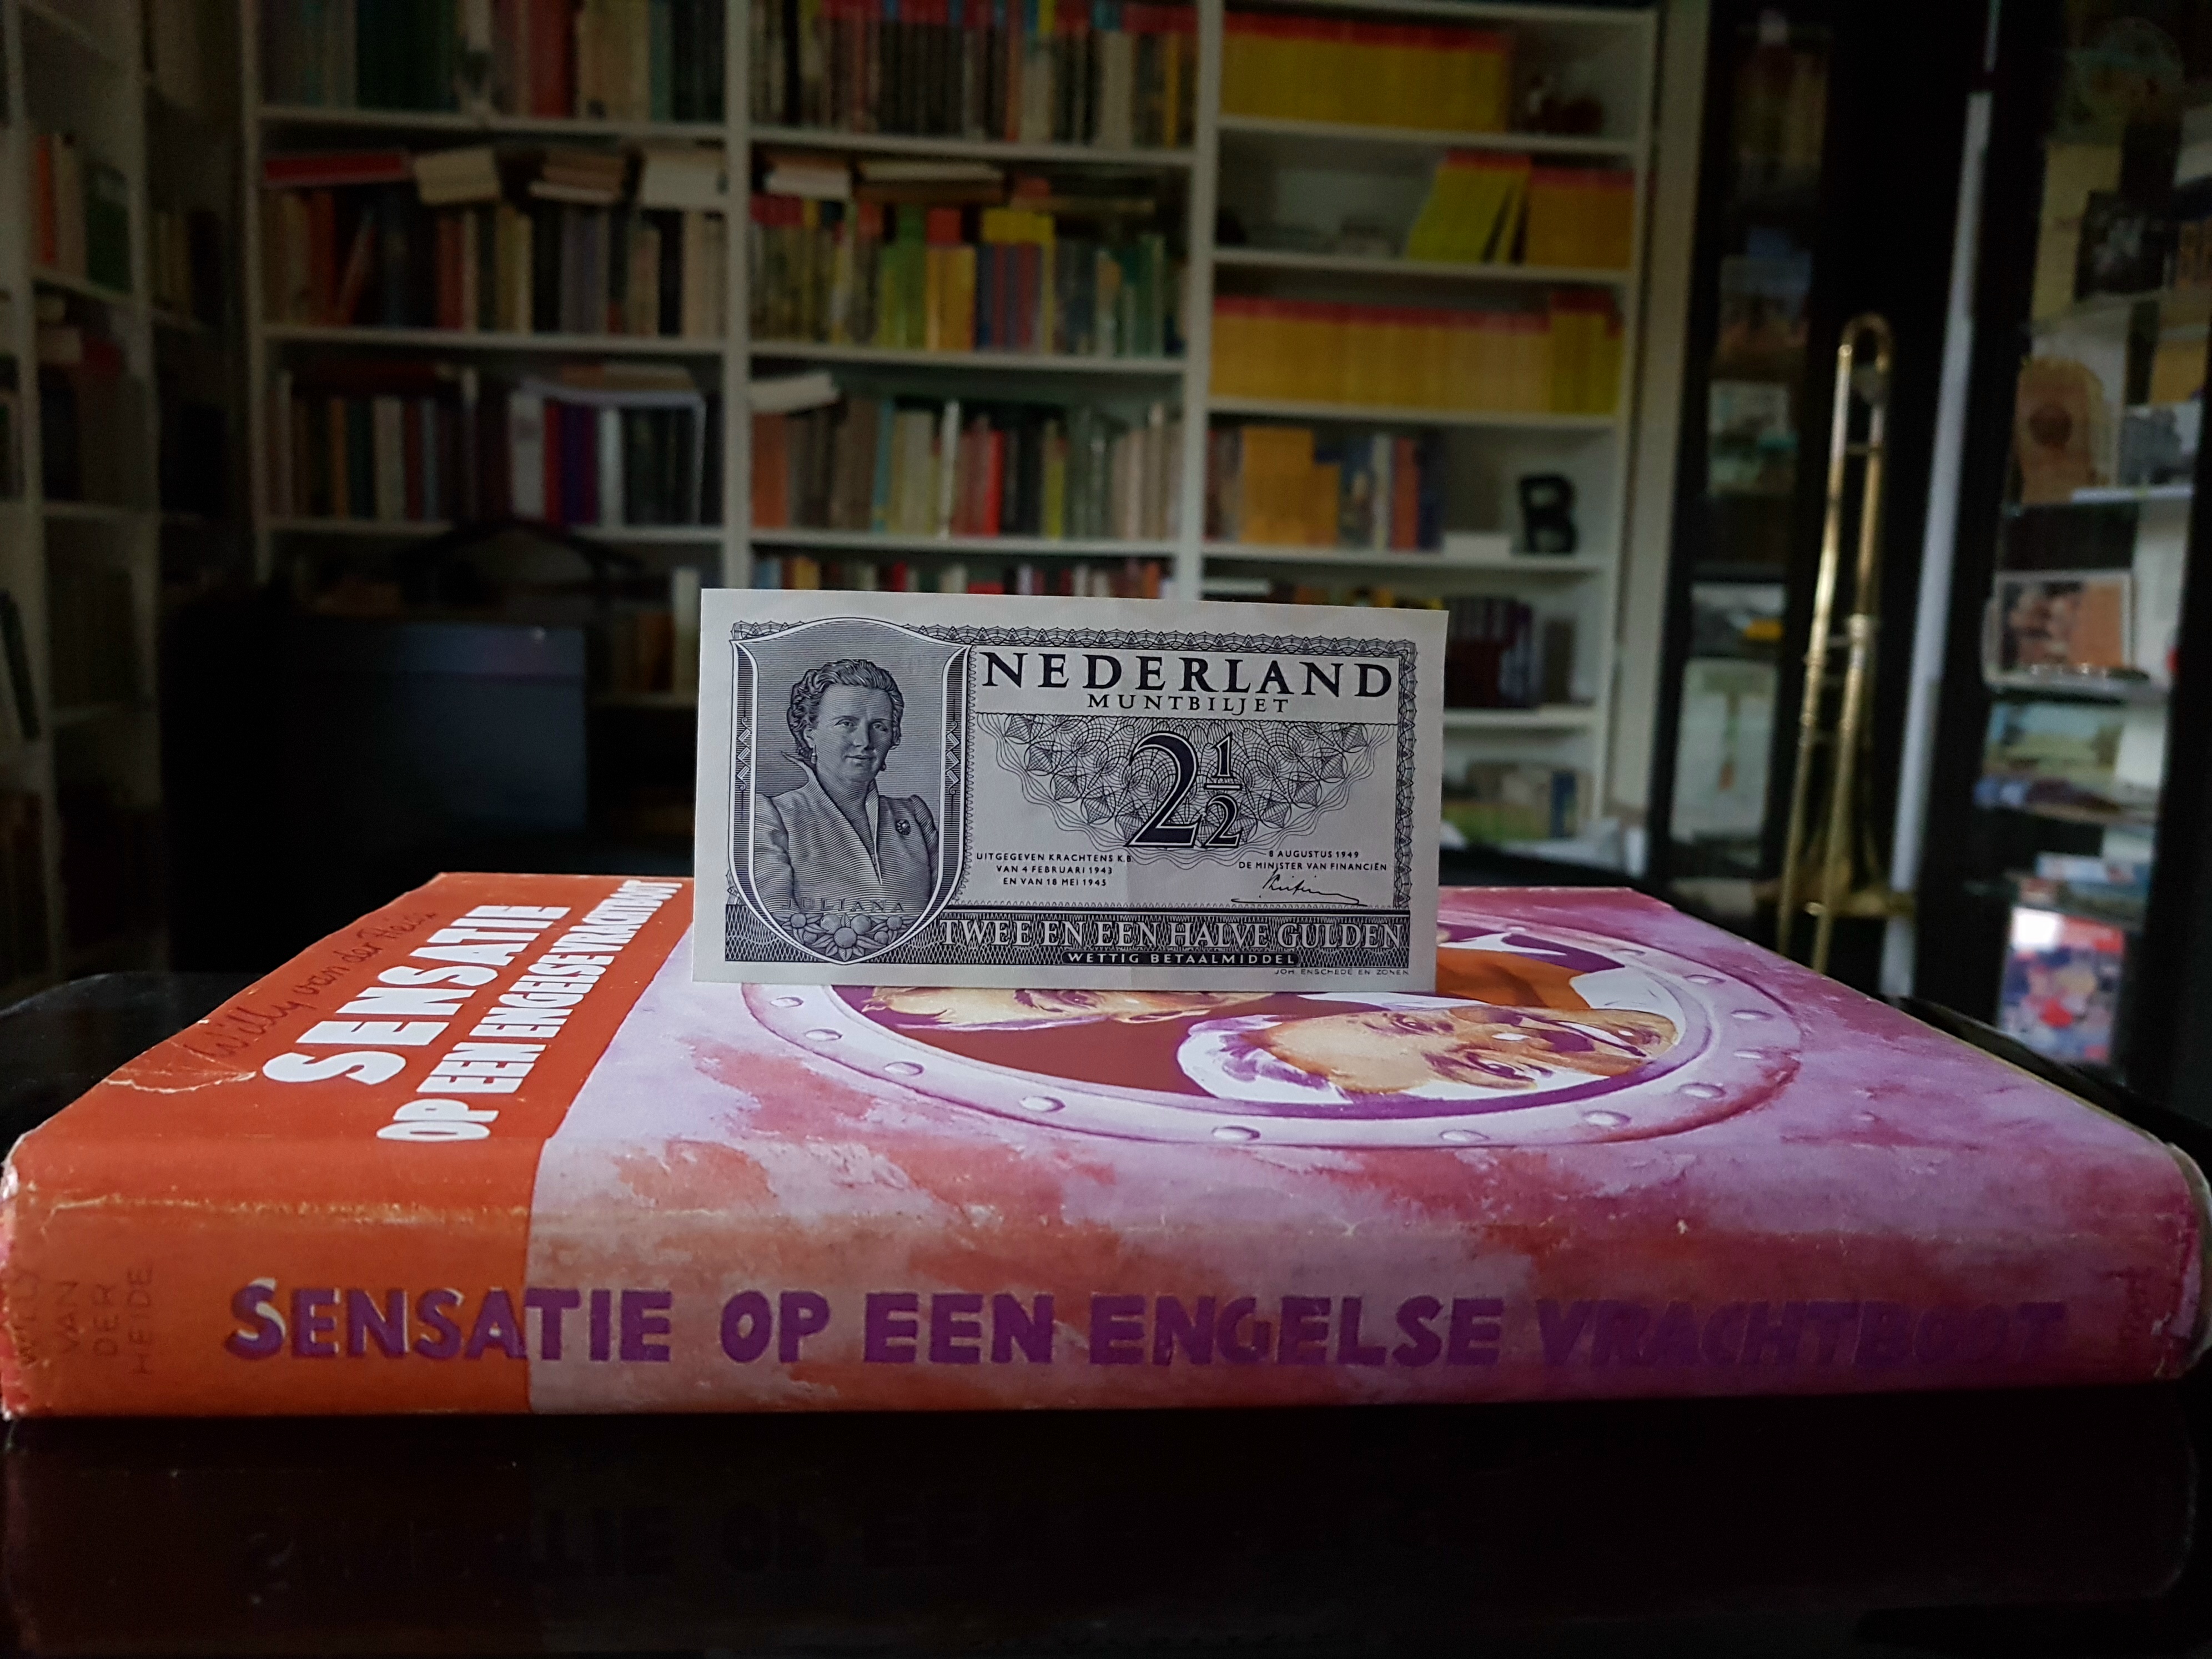 NEDERLAND
MUNTBILJET
2 1/2
UITGEGEVEN KRACHTENS K.B.
VAN 4 FEBRUARI 1943
EN VAN 18 MEI 1945
8 AUGUSTUS 1949
DE MINISTER VAN FINANCIËN
JULIANA
TWEE EN EEN HALVE GULDEN
WETTIG BETAALMIDDEL
JOH. ENSCHEDÉ EN ZONEN
Willy van der Heide
SENSATIE
OP EEN ENGELSE VRACHTBOOT
WILLY
VAN
DER
HEIDE
SENSATIE OP EEN ENGELSE VRACHTBOOT
B